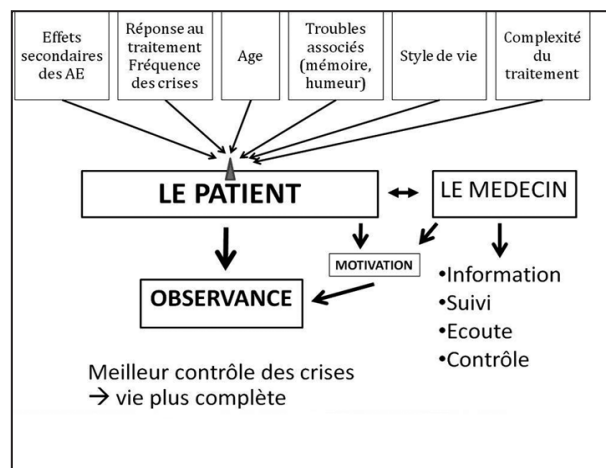 Effets
secondaires
des AE
Réponse au
traitement
Fréquence
des crises
Age
Troubles
associés
(mémoire,
humeur)
Style de vie
Complexité
du
traitement
LE PATIENT
LE MEDECIN
MOTIVATION
OBSERVANCE
•Information
•Suivi
•Ecoute
•Contrôle
Meilleur contrôle des crises
→ vie plus complète